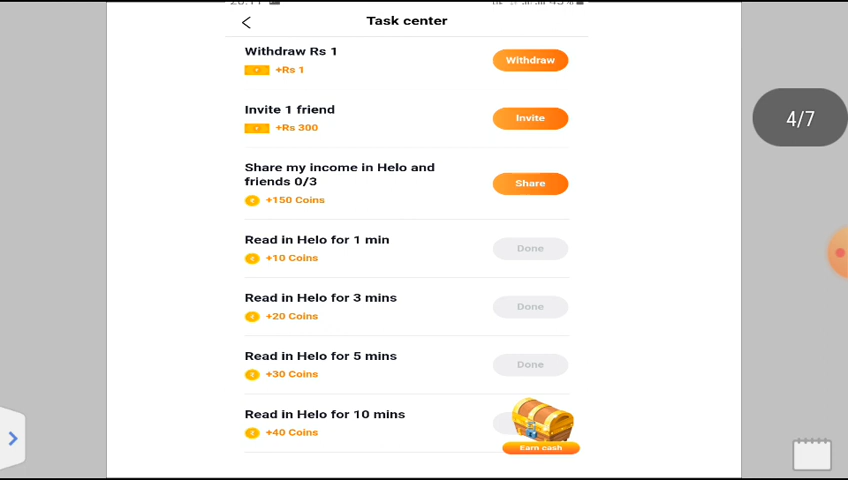 Task center
Withdraw Rs 1
+Rs 1
Withdraw
Invite 1 friend
+Rs 300
Invite
Share my income in Helo and
friends 0/3
+150 Coins
Share
Read in Helo for 1 min
+10 Coins
Done
Read in Helo for 3 mins
+20 Coins
Done
Read in Helo for 5 mins
+30 Coins
Done
Read in Helo for 10 mins
+40 Coins
Earn cash
4/7